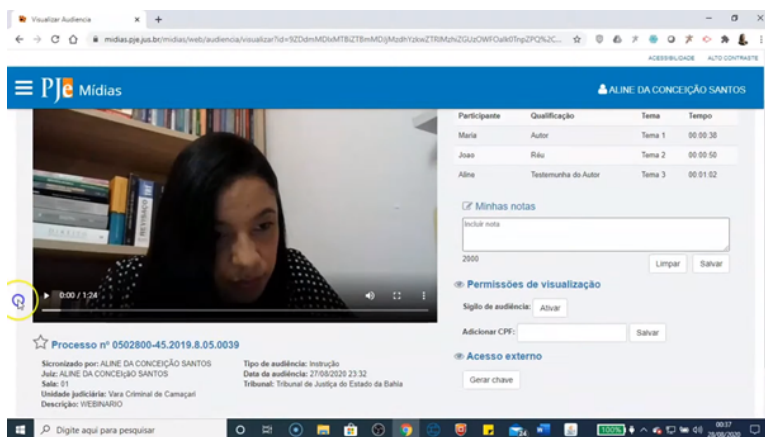 Visualizar Audiencia
midias.pje.jus.br/midias/web/audiencia/visualizar?id=
ACESSIBILIDADE ALTO CONTRASTE
PJe Mídias
ALINE DA CONCEIÇÃO SANTOS
Participante Qualificação Tema Tempo
Maria Autor Tema 1 00:00:38
Joao Réu Tema 2 00:00:50
Aline Testemunha do Autor Tema 3 00:01:02
Minhas notas
Incluir nota
2000
Limpar Salvar
Permissões de visualização
Sigilo de audiência: Ativar
Adicionar CPF: Salvar
Acesso externo
Gerar chave
REVISAÇO
0:00 / 1:24
Processo nº 0502800-45.2019.8.05.0039
Sicronizado por: ALINE DA CONCEIÇÃO SANTOS
Juiz: ALINE DA CONCEIÇÃO SANTOS
Sala: 01
Unidade judiciária: Vara Criminal de Camaçari
Descrição: WEBINARIO
Tipo de audiência: Instrução
Data da audiência: 27/08/2020 23:32
Tribunal: Tribunal de Justiça do Estado da Bahia
Digite aqui para pesquisar
100%
00:37
28/08/2020